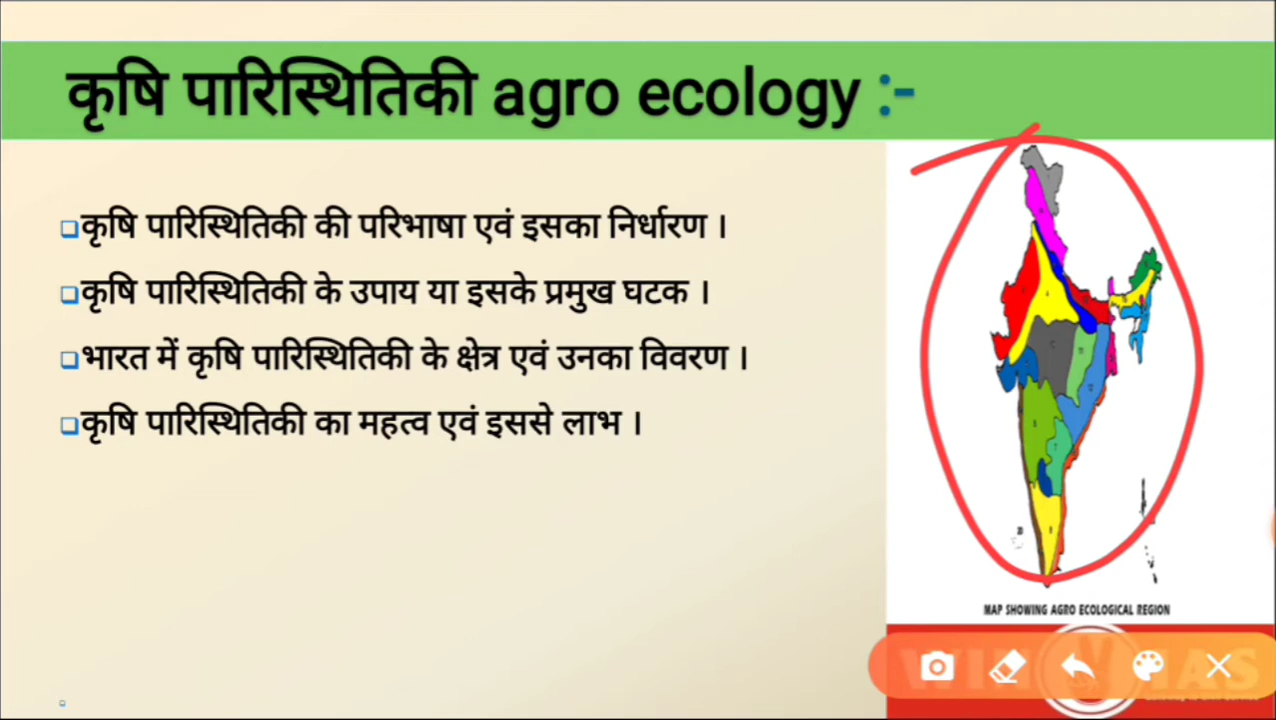 कृषि पारिस्थितिकी agro ecology :-
कृषि पारिस्थितिकी की परिभाषा एवं इसका निर्धारण ।
कृषि पारिस्थितिकी के उपाय या इसके प्रमुख घटक ।
भारत में कृषि पारिस्थितिकी के क्षेत्र एवं उनका विवरण ।
कृषि पारिस्थितिकी का महत्व एवं इससे लाभ ।
MAP SHOWING AGRO ECOLOGICAL REGION